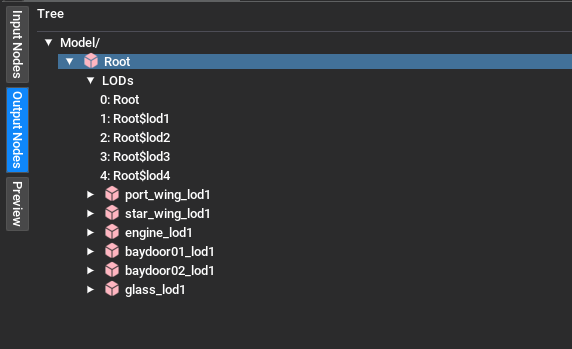 Input Nodes
Output Nodes
Preview
Tree
Model/
Root
LODs
0: Root
1: Root$lod1
2: Root$lod2
3: Root$lod3
4: Root$lod4
port_wing_lod1
star_wing_lod1
engine_lod1
baydoor01_lod1
baydoor02_lod1
glass_lod1